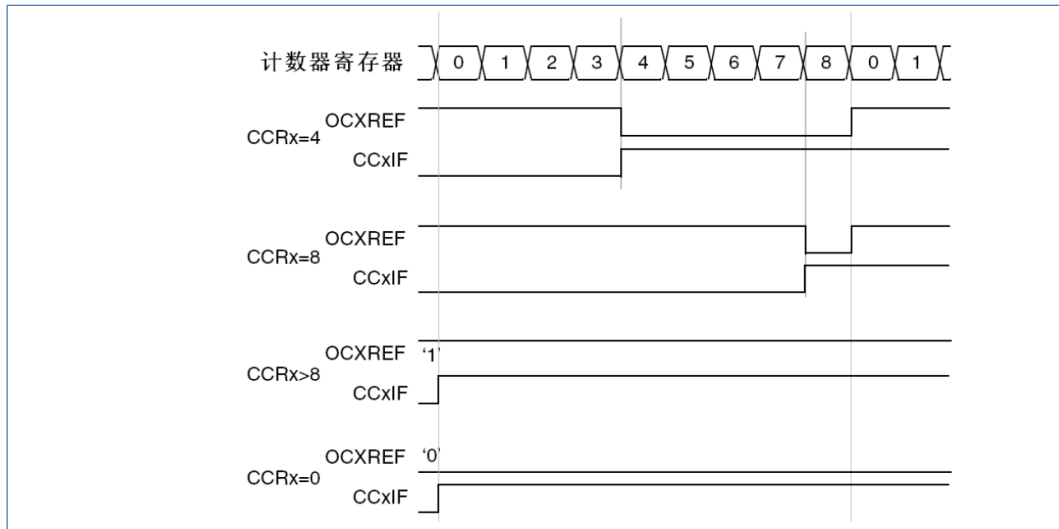 计数器寄存器 0 1 2 3 4 5 6 7 8 0 1
OCXREF
CCRx=4
CCxIF
OCXREF
CCRx=8
CCxIF
OCXREF '1'
CCRx>8
CCxIF
OCXREF '0'
CCRx=0
CCxIF